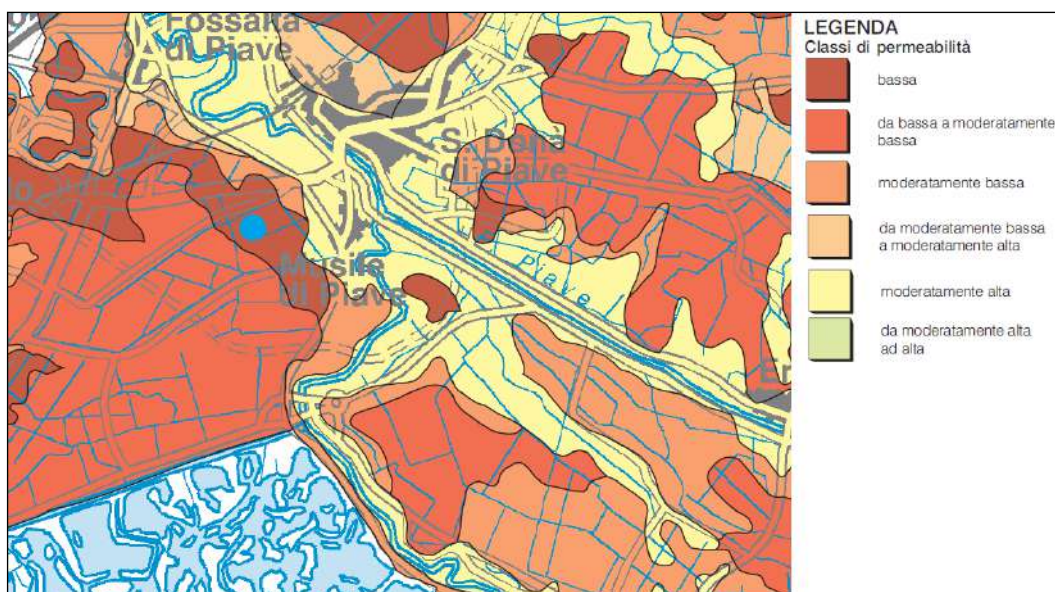 Fossalta
di Piave
S. Donà
di Piave
Musile
di Piave
Piave
LEGENDA
Classi di permeabilità
bassa
da bassa a moderatamente
bassa
moderatamente bassa
da moderatamente bassa
a moderatamente alta
moderatamente alta
da moderatamente alta
ad alta